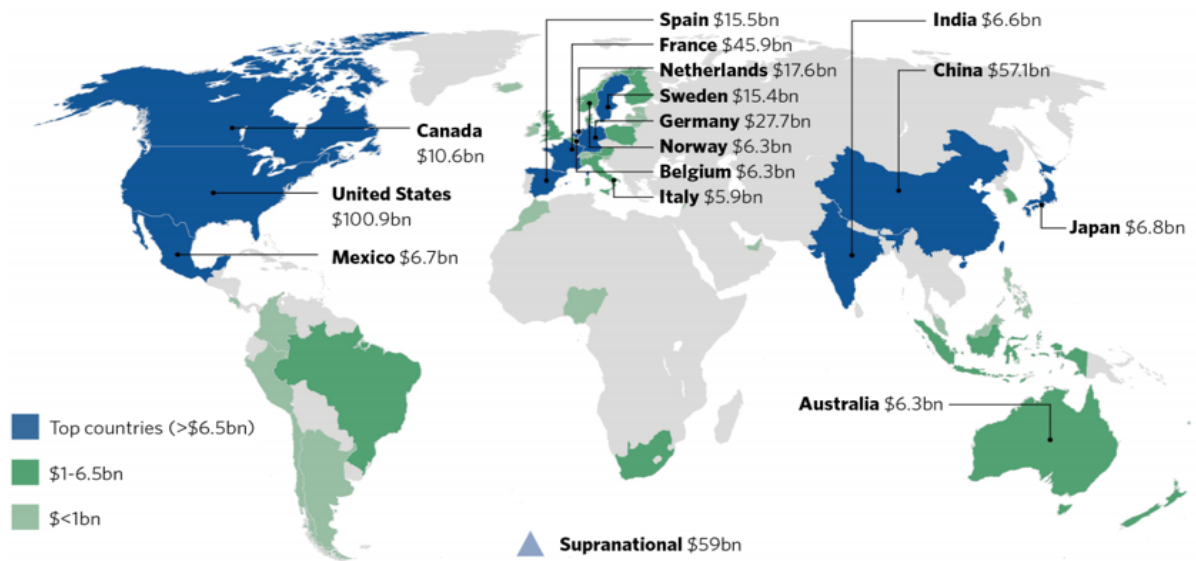 Spain $15.5bn
France $45.9bn
Netherlands $17.6bn
Sweden $15.4bn
Germany $27.7bn
Norway $6.3bn
Belgium $6.3bn
Italy $5.9bn
India $6.6bn
China $57.1bn
Japan $6.8bn
Canada
$10.6bn
United States
$100.9bn
Mexico $6.7bn
Australia $6.3bn
Top countries (>$6.5bn)
$1-6.5bn
$<1bn
Supranational $59bn